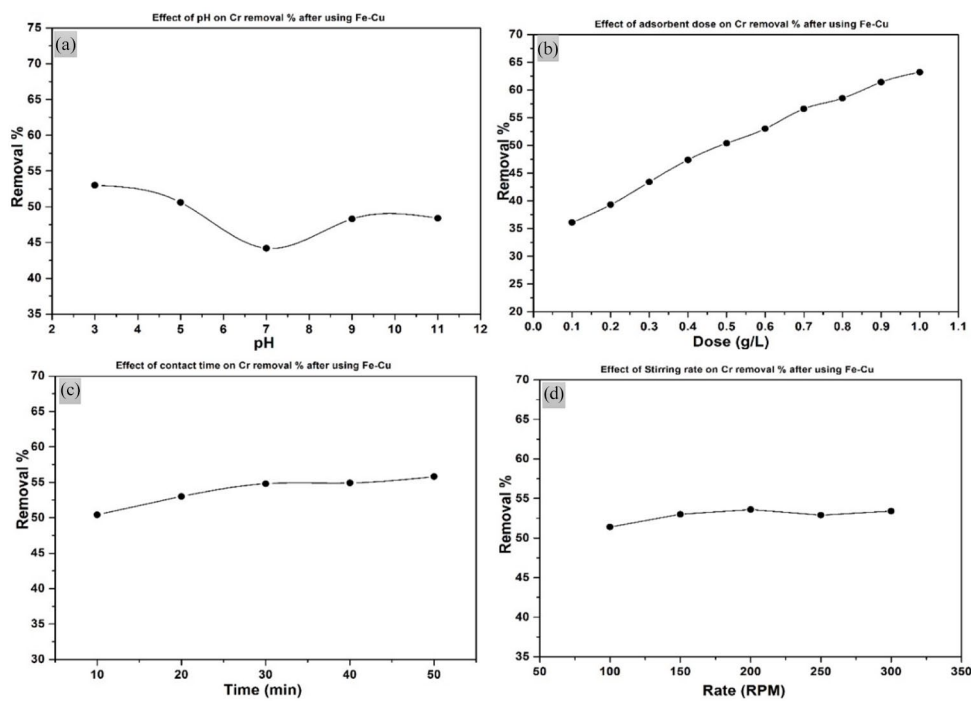 Effect of pH on Cr removal % after using Fe-Cu
(a)
75
70
65
60
55
50
45
40
35
Removal %
2 3 4 5 6 7 8 9 10 11 12
pH
Effect of adsorbent dose on Cr removal % after using Fe-Cu
(b)
70
65
60
55
50
45
40
35
30
25
20
Removal %
0.0 0.1 0.2 0.3 0.4 0.5 0.6 0.7 0.8 0.9 1.0 1.1
Dose (g/L)
Effect of contact time on Cr removal % after using Fe-Cu
(c)
70
65
60
55
50
45
40
35
30
Removal %
10 20 30 40 50
Time (min)
Effect of Stirring rate on Cr removal % after using Fe-Cu
(d)
70
65
60
55
50
45
40
35
Removal %
50 100 150 200 250 300 350
Rate (RPM)